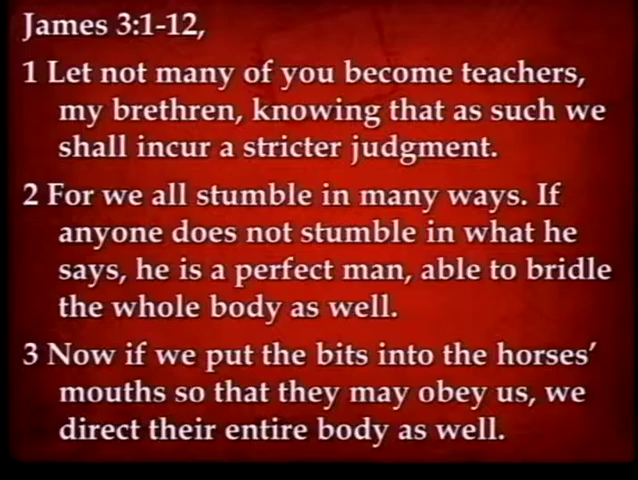 James 3:1-12,
1 Let not many of you become teachers,
my brethren, knowing that as such we
shall incur a stricter judgment.
2 For we all stumble in many ways. If
anyone does not stumble in what he
says, he is a perfect man, able to bridle
the whole body as well.
3 Now if we put the bits into the horses’
mouths so that they may obey us, we
direct their entire body as well.